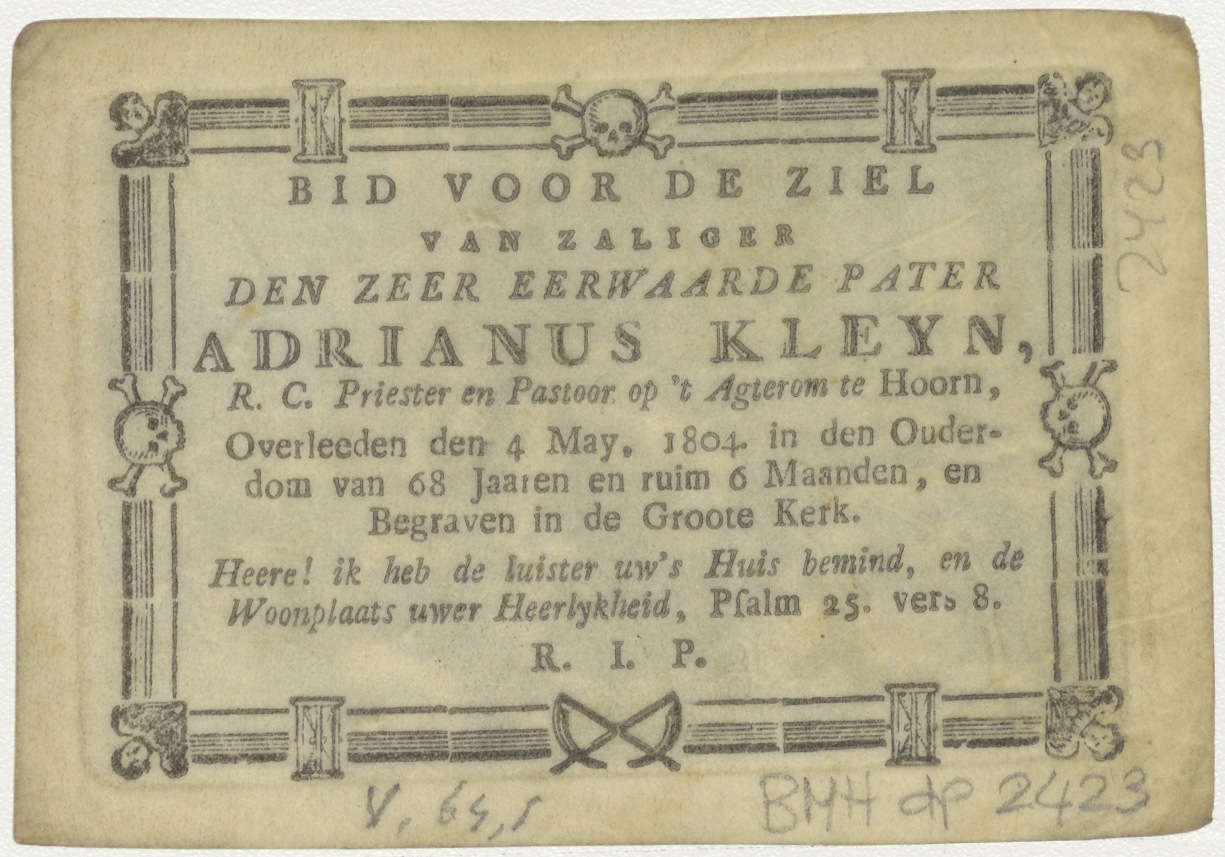 BID VOOR DE ZIEL
VAN ZALIGER
DEN ZEER EERWAARDE PATER
ADRIANUS KLEYN,
R. C. Priester en Pastoor op 't Agterom te Hoorn,
Overleeden den 4 May, 1804. in den Ouder-
dom van 68 Jaaren en ruim 6 Maanden, en
Begraven in de Groote Kerk.
Heere! ik heb de luister uw's Huis bemind, en de
Woonplaats uwer Heerlykheid, Pſalm 25. vers 8.
R. I. P.
2423
V, 64,1
BMH dp 2423